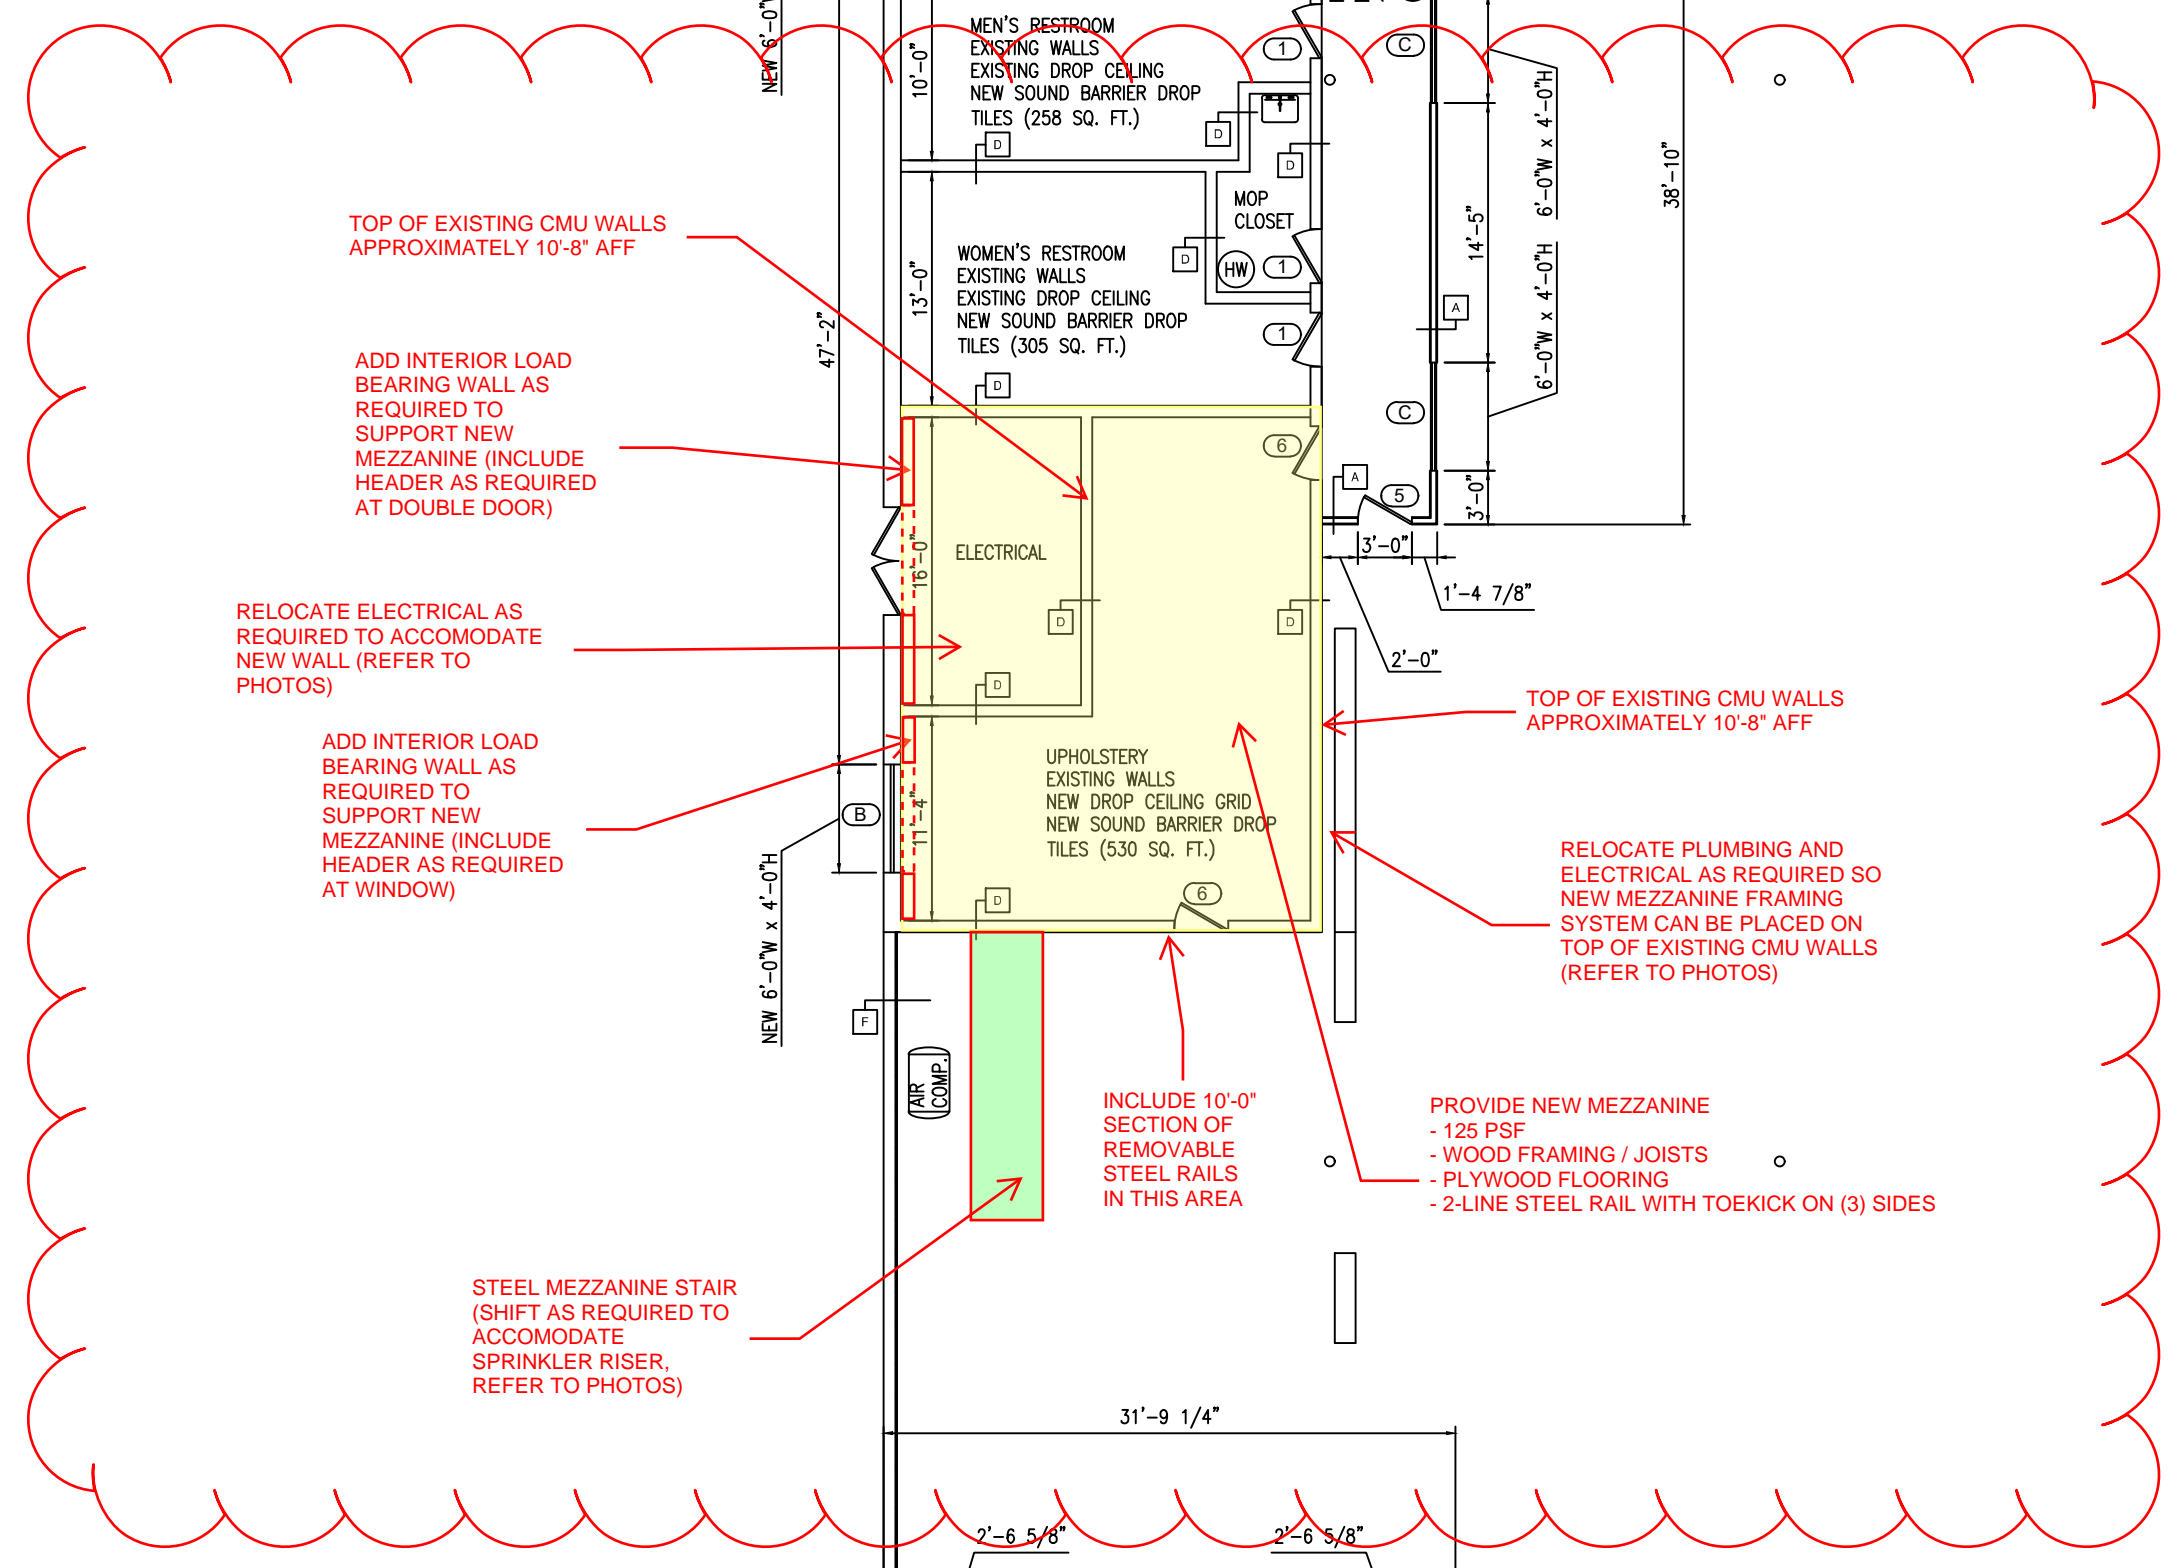 NEW 6'-0"W
10'-0"
MEN'S RESTROOM
EXISTING WALLS
EXISTING DROP CEILING
NEW SOUND BARRIER DROP
TILES (258 SQ. FT.)
D
D
D
1
C
6'-0"W x 4'-0"H
14'-5"
38'-10"
MOP
CLOSET
D
HW
1
TOP OF EXISTING CMU WALLS
APPROXIMATELY 10'-8" AFF
47'-2"
13'-0"
WOMEN'S RESTROOM
EXISTING WALLS
EXISTING DROP CEILING
NEW SOUND BARRIER DROP
TILES (305 SQ. FT.)
D
1
A
6'-0"W x 4'-0"H
C
ADD INTERIOR LOAD
BEARING WALL AS
REQUIRED TO
SUPPORT NEW
MEZZANINE (INCLUDE
HEADER AS REQUIRED
AT DOUBLE DOOR)
6
A
5
3'-0"
3'-0"
1'-4 7/8"
2'-0"
16'-0"
ELECTRICAL
D
D
D
RELOCATE ELECTRICAL AS
REQUIRED TO ACCOMODATE
NEW WALL (REFER TO
PHOTOS)
TOP OF EXISTING CMU WALLS
APPROXIMATELY 10'-8" AFF
ADD INTERIOR LOAD
BEARING WALL AS
REQUIRED TO
SUPPORT NEW
MEZZANINE (INCLUDE
HEADER AS REQUIRED
AT WINDOW)
B
11'-4"
UPHOLSTERY
EXISTING WALLS
NEW DROP CEILING GRID
NEW SOUND BARRIER DROP
TILES (530 SQ. FT.)
D
6
NEW 6'-0"W x 4'-0"H
RELOCATE PLUMBING AND
ELECTRICAL AS REQUIRED SO
NEW MEZZANINE FRAMING
SYSTEM CAN BE PLACED ON
TOP OF EXISTING CMU WALLS
(REFER TO PHOTOS)
F
AIR
COMP.
INCLUDE 10'-0"
SECTION OF
REMOVABLE
STEEL RAILS
IN THIS AREA
PROVIDE NEW MEZZANINE
- 125 PSF
- WOOD FRAMING / JOISTS
- PLYWOOD FLOORING
- 2-LINE STEEL RAIL WITH TOEKICK ON (3) SIDES
STEEL MEZZANINE STAIR
(SHIFT AS REQUIRED TO
ACCOMODATE
SPRINKLER RISER,
REFER TO PHOTOS)
31'-9 1/4"
2'-6 5/8"
2'-6 5/8"